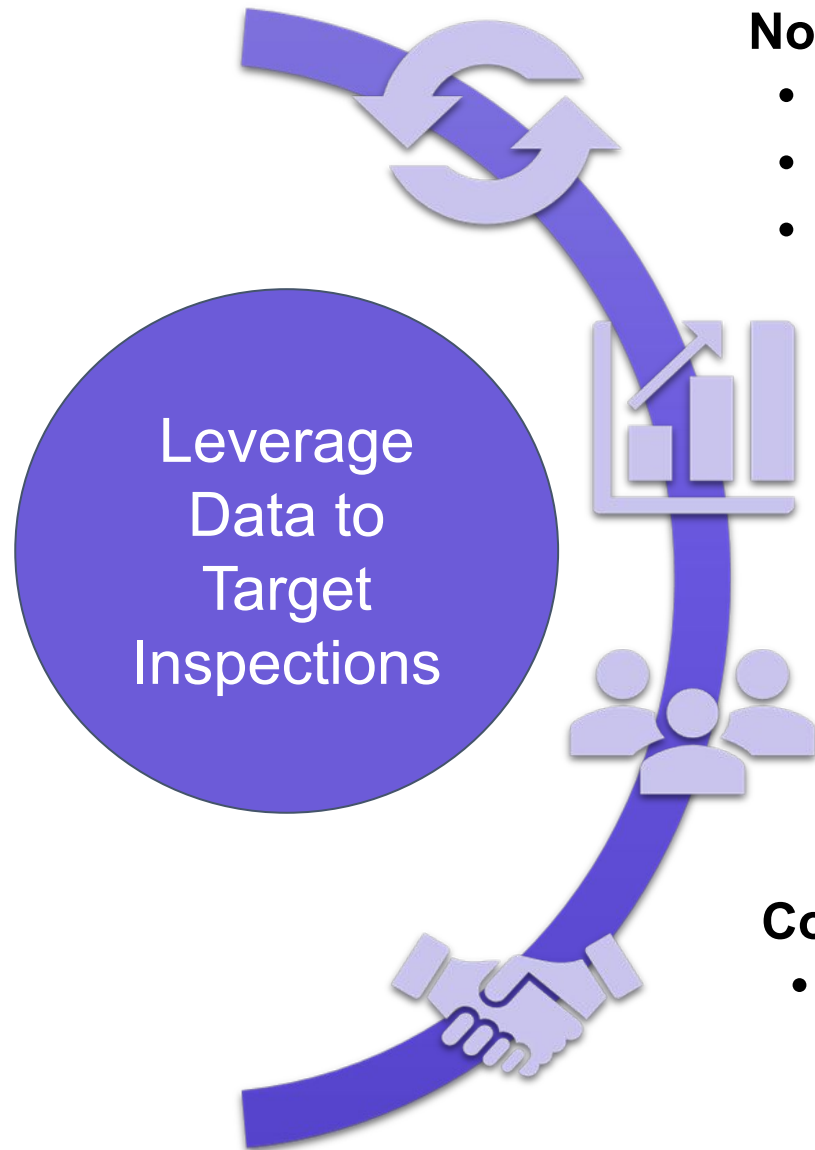 No
•
•
•
Leverage
Data to
Target
Inspections
Co
•